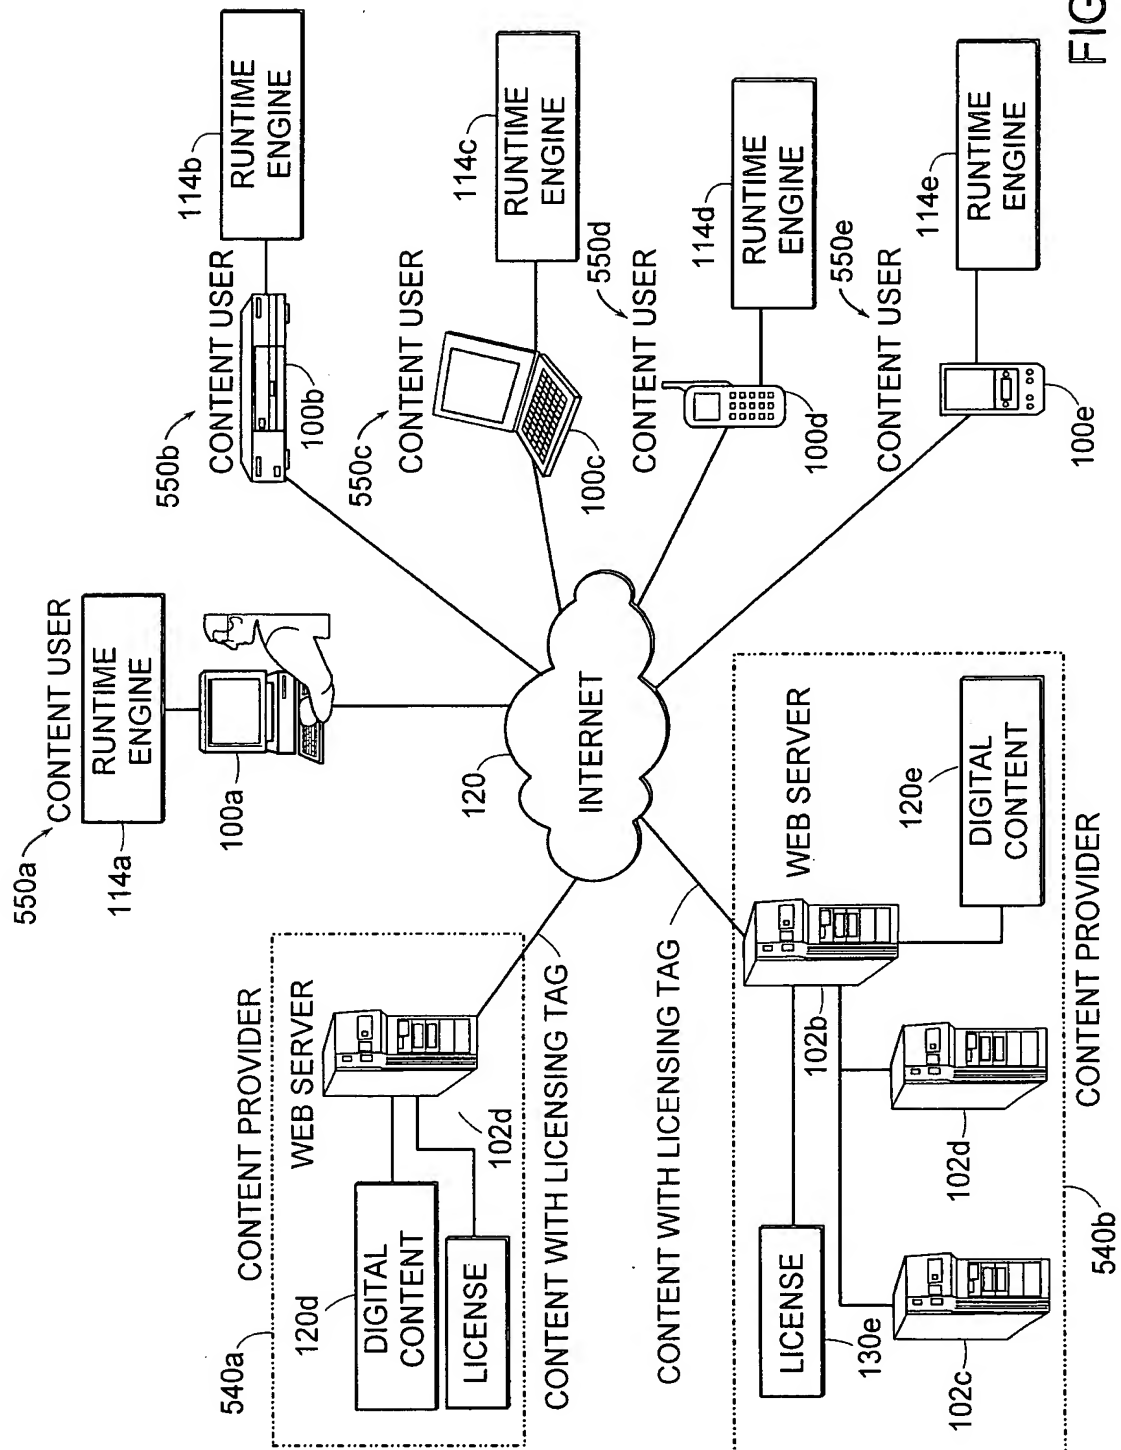 540a
CONTENT PROVIDER
120d
DIGITAL
CONTENT
LICENSE
WEB SERVER
102d
CONTENT WITH LICENSING TAG
550a
CONTENT USER
RUNTIME
ENGINE
114a
100a
550b
CONTENT USER
100b
114b
RUNTIME
ENGINE
550c
CONTENT USER
100c
114c
RUNTIME
ENGINE
550d
CONTENT USER
100d
114d
RUNTIME
ENGINE
550e
CONTENT USER
100e
114e
RUNTIME
ENGINE
120
INTERNET
CONTENT WITH LICENSING TAG
LICENSE
130e
102b
WEB SERVER
120e
DIGITAL
CONTENT
102c
102d
540b
CONTENT PROVIDER
FIG